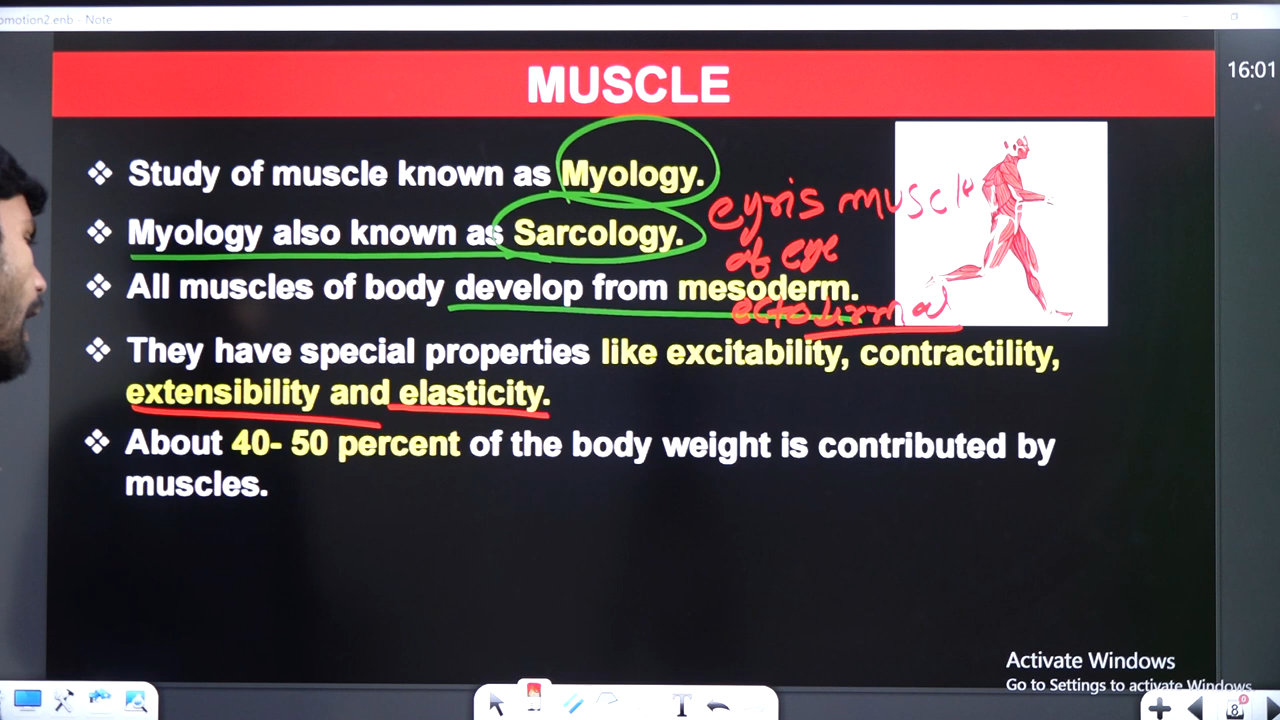 omotion2.enb - Note
16:01
MUSCLE
❖ Study of muscle known as Myology.
❖ Myology also known as Sarcology.
eyris muscle
of eye
❖ All muscles of body develop from mesoderm.
ectodermal
❖ They have special properties like excitability, contractility,
extensibility and elasticity.
❖ About 40- 50 percent of the body weight is contributed by
muscles.
Activate Windows
Go to Settings to activate Windows.
T
8